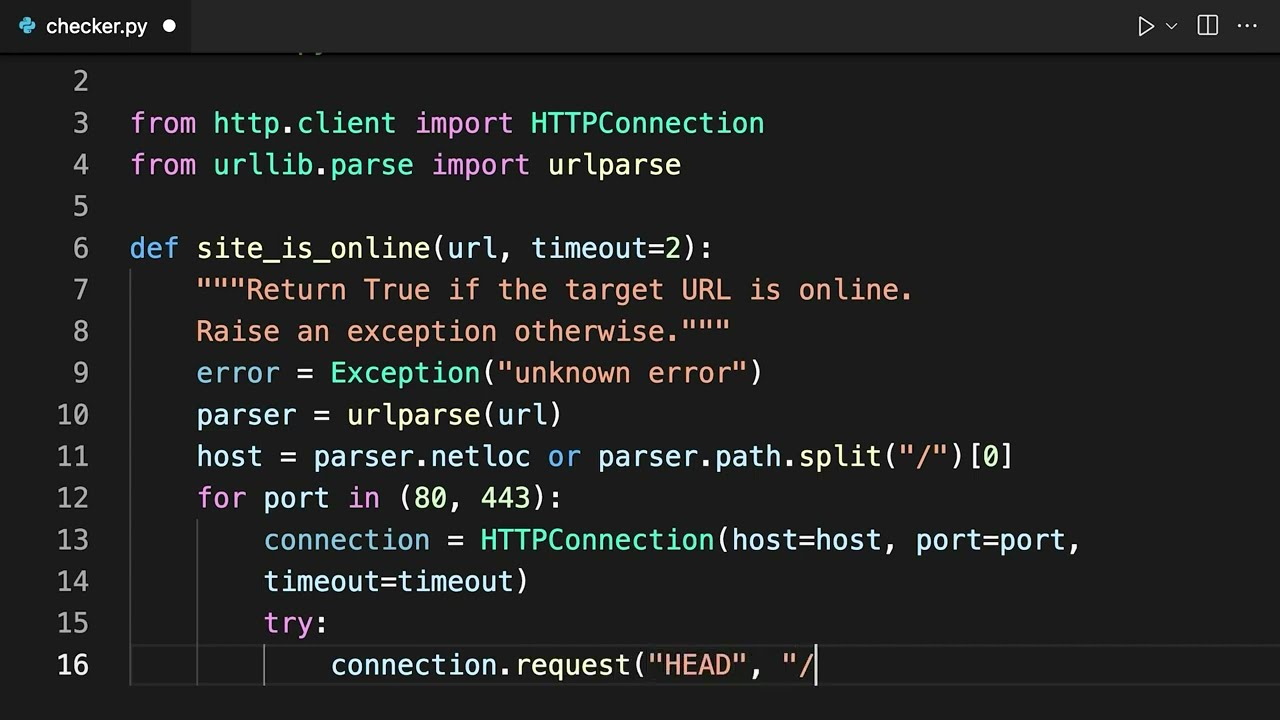 checker.py
2
3 from http.client import HTTPConnection
4 from urllib.parse import urlparse
5
6 def site_is_online(url, timeout=2):
7 """Return True if the target URL is online.
8 Raise an exception otherwise."""
9 error = Exception("unknown error")
10 parser = urlparse(url)
11 host = parser.netloc or parser.path.split("/")[0]
12 for port in (80, 443):
13 connection = HTTPConnection(host=host, port=port,
14 timeout=timeout)
15 try:
16 connection.request("HEAD", "/